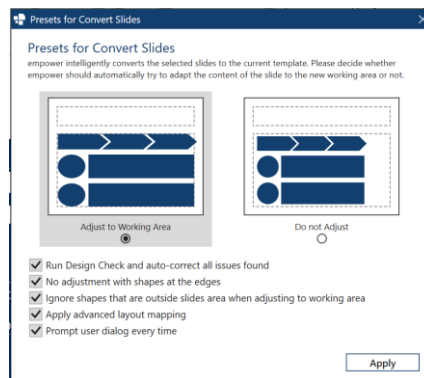 Presets for Convert Slides
Presets for Convert Slides
empower intelligently converts the selected slides to the current template. Please decide whether
empower should automatically try to adapt the content of the slide to the new working area or not.
Adjust to Working Area
Do not Adjust
Run Design Check and auto-correct all issues found
No adjustment with shapes at the edges
Ignore shapes that are outside slides area when adjusting to working area
Apply advanced layout mapping
Prompt user dialog every time
Apply